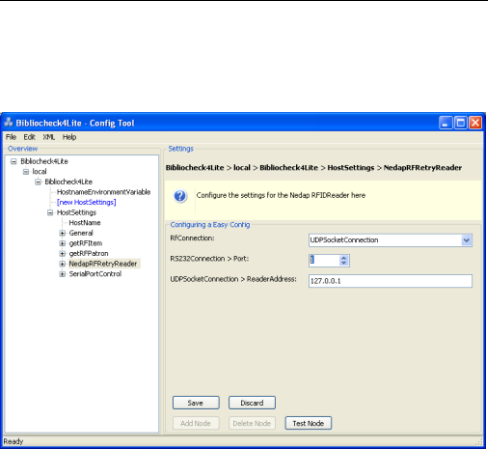 Bibliocheck4Lite - Config Tool
File Edit XML Help
Overview
Bibliocheck4Lite
local
Bibliocheck4Lite
HostnameEnvironmentVariable
[new HostSettings]
HostSettings
HostName
General
getRFItem
getRFPatron
NedapRFRetryReader
SerialPortControl
Settings
Bibliocheck4Lite > local > Bibliocheck4Lite > HostSettings > NedapRFRetryReader
Configure the settings for the Nedap RFIDReader here
Configuring a Easy Config
RfConnection:
UDPSocketConnection
RS232Connection > Port:
UDPSocketConnection > ReaderAddress:
127.0.0.1
Save Discard
Add Node Delete Node Test Node
Ready